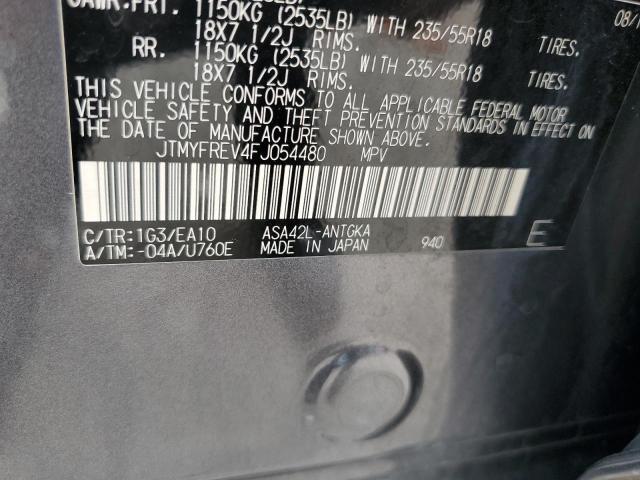 GAWR:FRT. 1150KG (2535LB) WITH 235/55R18 TIRES.
18X7 1/2J RIMS.
RR. 1150KG (2535LB) WITH 235/55R18 TIRES.
18X7 1/2J RIMS.
THIS VEHICLE CONFORMS TO ALL APPLICABLE FEDERAL MOTOR
VEHICLE SAFETY AND THEFT PREVENTION STANDARDS IN EFFECT ON
THE DATE OF MANUFACTURE SHOWN ABOVE.
JTMYFREV4FJ054480 MPV
C/TR:1G3/EA10 ASA42L-ANTGKA
A/TM:-04A/U760E MADE IN JAPAN 940 E